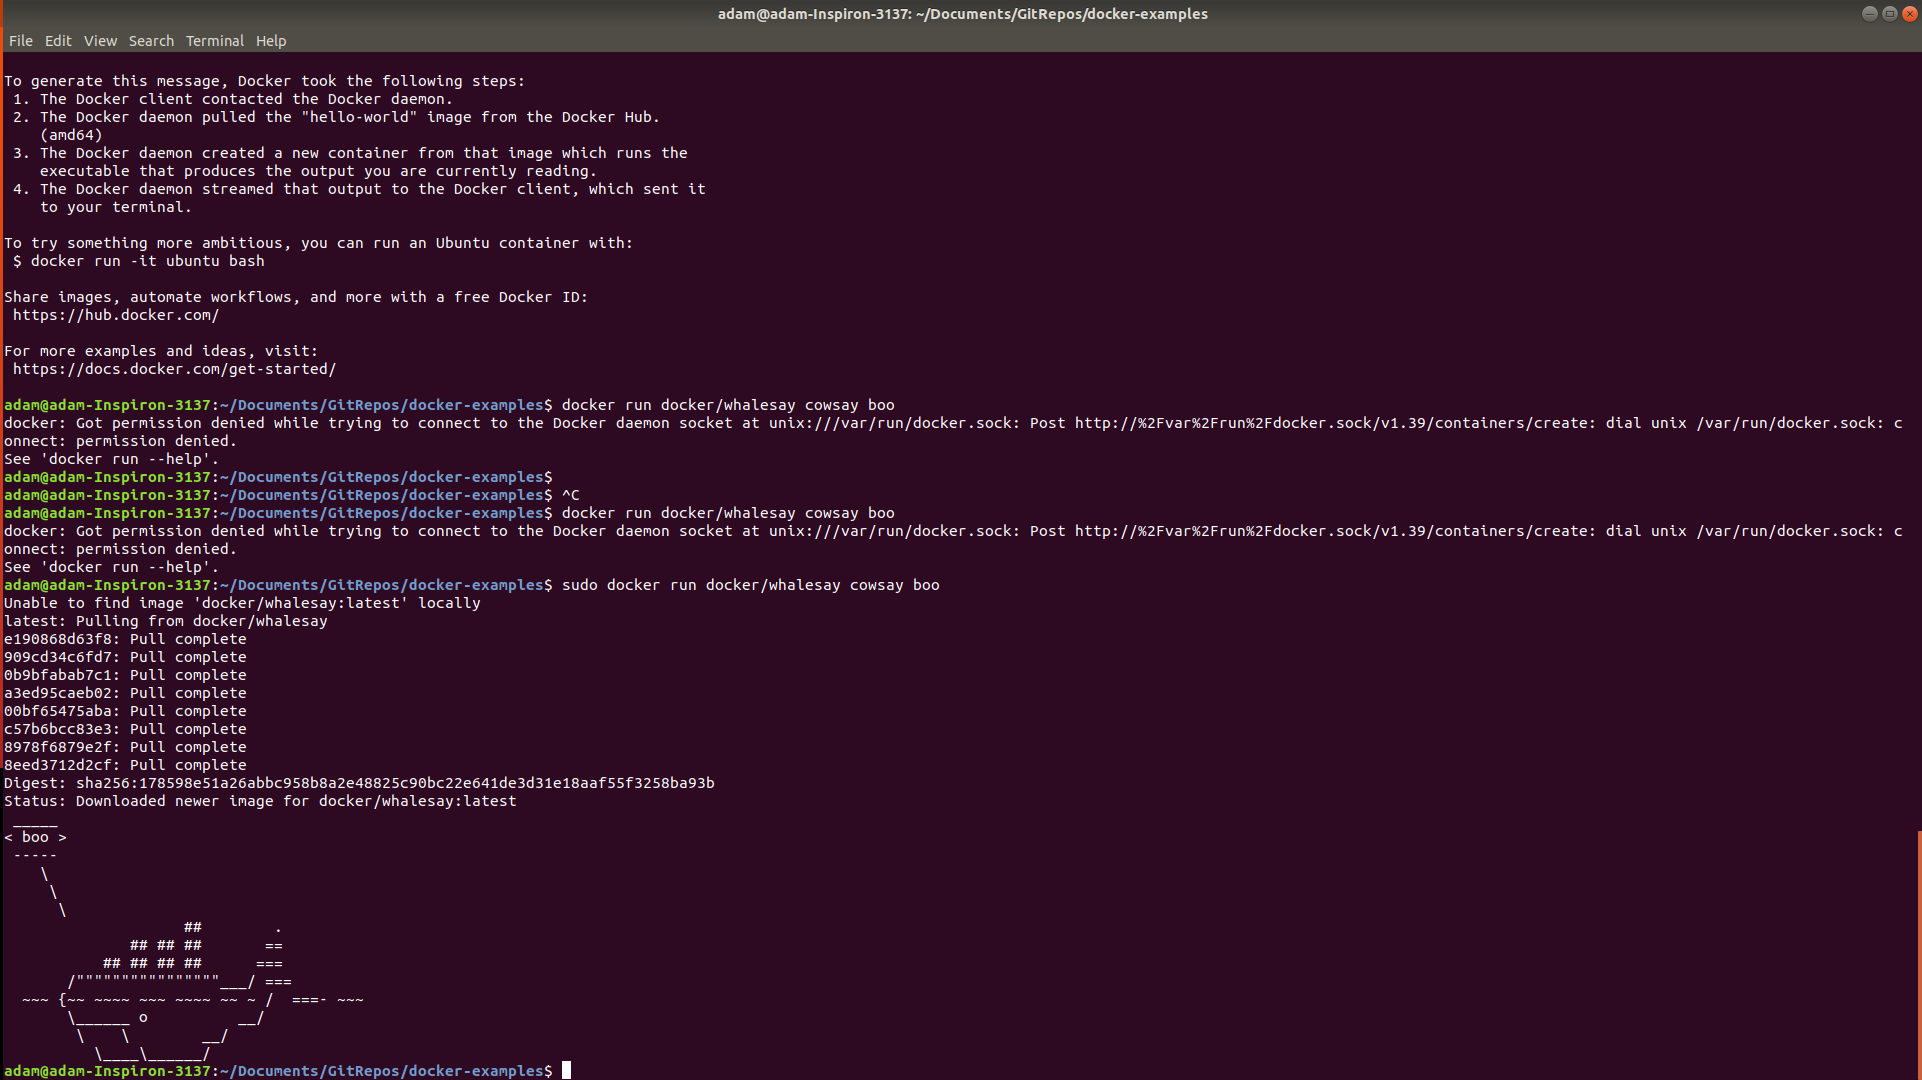 adam@adam-Inspiron-3137: ~/Documents/GitRepos/docker-examples
File Edit View Search Terminal Help
To generate this message, Docker took the following steps:
 1. The Docker client contacted the Docker daemon.
 2. The Docker daemon pulled the "hello-world" image from the Docker Hub.
    (amd64)
 3. The Docker daemon created a new container from that image which runs the
    executable that produces the output you are currently reading.
 4. The Docker daemon streamed that output to the Docker client, which sent it
    to your terminal.
To try something more ambitious, you can run an Ubuntu container with:
 $ docker run -it ubuntu bash
Share images, automate workflows, and more with a free Docker ID:
 https://hub.docker.com/
For more examples and ideas, visit:
 https://docs.docker.com/get-started/
adam@adam-Inspiron-3137:~/Documents/GitRepos/docker-examples$ docker run docker/whalesay cowsay boo
docker: Got permission denied while trying to connect to the Docker daemon socket at unix:///var/run/docker.sock: Post http://%2Fvar%2Frun%2Fdocker.sock/v1.39/containers/create: dial unix /var/run/docker.sock: c
onnect: permission denied.
See 'docker run --help'.
adam@adam-Inspiron-3137:~/Documents/GitRepos/docker-examples$
adam@adam-Inspiron-3137:~/Documents/GitRepos/docker-examples$ ^C
adam@adam-Inspiron-3137:~/Documents/GitRepos/docker-examples$ docker run docker/whalesay cowsay boo
docker: Got permission denied while trying to connect to the Docker daemon socket at unix:///var/run/docker.sock: Post http://%2Fvar%2Frun%2Fdocker.sock/v1.39/containers/create: dial unix /var/run/docker.sock: c
onnect: permission denied.
See 'docker run --help'.
adam@adam-Inspiron-3137:~/Documents/GitRepos/docker-examples$ sudo docker run docker/whalesay cowsay boo
Unable to find image 'docker/whalesay:latest' locally
latest: Pulling from docker/whalesay
e190868d63f8: Pull complete
909cd34c6fd7: Pull complete
0b9bfabab7c1: Pull complete
a3ed95caeb02: Pull complete
00bf65475aba: Pull complete
c57b6bcc83e3: Pull complete
8978f6879e2f: Pull complete
8eed3712d2cf: Pull complete
Digest: sha256:178598e51a26abbc958b8a2e48825c90bc22e641de3d31e18aaf55f3258ba93b
Status: Downloaded newer image for docker/whalesay:latest
 _____
< boo >
 -----
    \
     \
      \
                    ##        .
              ## ## ##       ==
           ## ## ## ##      ===
       /""""""""""""""""___/ ===
  ~~~ {~~ ~~~~ ~~~ ~~~~ ~~ ~ /  ===- ~~~
       \______ o          __/
        \    \        __/
          \____\______/
adam@adam-Inspiron-3137:~/Documents/GitRepos/docker-examples$